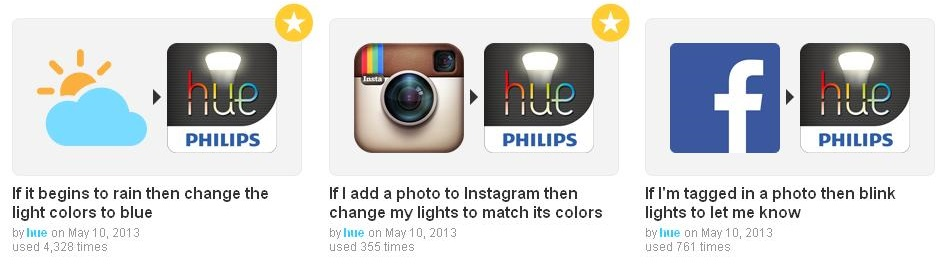 hue
PHILIPS
Insta
hue
PHILIPS
f
hue
PHILIPS
If it begins to rain then change the
light colors to blue
by hue on May 10, 2013
used 4,328 times
If I add a photo to Instagram then
change my lights to match its colors
by hue on May 10, 2013
used 355 times
If I'm tagged in a photo then blink
lights to let me know
by hue on May 10, 2013
used 761 times